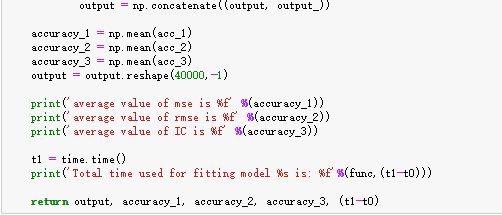 output = np.concatenate((output, output_))
accuracy_1 = np.mean(acc_1)
accuracy_2 = np.mean(acc_2)
accuracy_3 = np.mean(acc_3)
output = output.reshape(40000,-1)
print('average value of mse is %f' %(accuracy_1))
print('average value of rmse is %f' %(accuracy_2))
print('average value of IC is %f' %(accuracy_3))
t1 = time.time()
print('Total time used for fitting model %s is: %f'%(func,(t1-t0)))
return output, accuracy_1, accuracy_2, accuracy_3, (t1-t0)